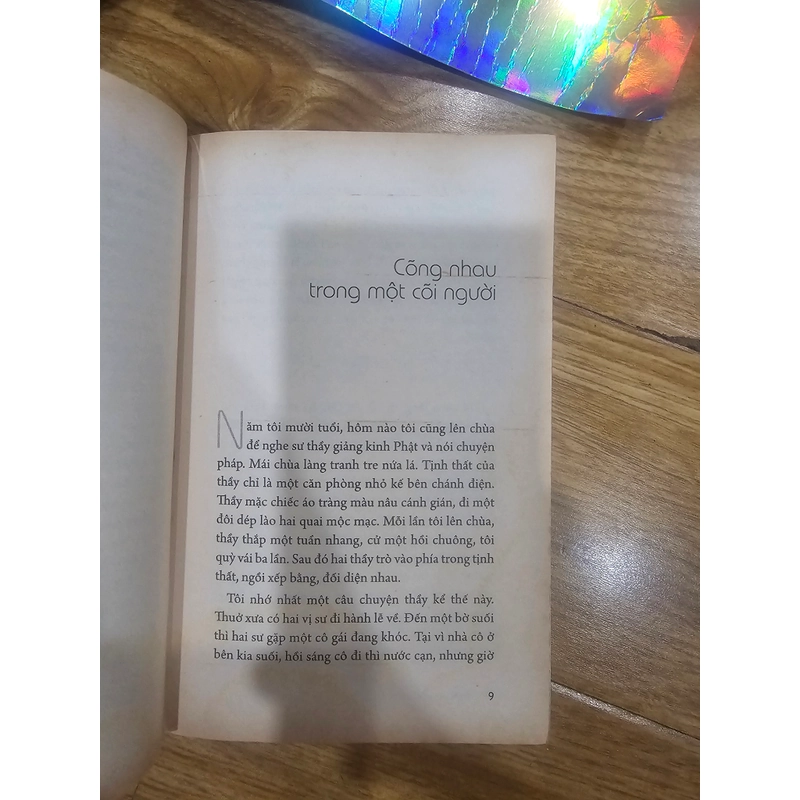 Cõng nhau
trong một cõi người
Năm tôi mười tuổi, hôm nào tôi cũng lên chùa
để nghe sư thầy giảng kinh Phật và nói chuyện
pháp. Mái chùa làng tranh tre nứa lá. Tịnh thất của
thầy chỉ là một căn phòng nhỏ kế bên chánh diện.
Thầy mặc chiếc áo tràng màu nâu cánh gián, đi một
đôi dép lào hai quai mộc mạc. Mỗi lần tôi lên chùa,
thầy thắp một tuần nhang, cử một hồi chuông, tôi
quỳ vái ba lần. Sau đó hai thầy trò vào phía trong tịnh
thất, ngồi xếp bằng, đối diện nhau.
Tôi nhớ nhất một câu chuyện thầy kể thế này.
Thuở xưa có hai vị sư đi hành lễ về. Đến một bờ suối
thì hai sư gặp một cô gái đang khóc. Tại vì nhà cô ở
bên kia suối, hồi sáng cô đi thì nước cạn, nhưng giờ
9